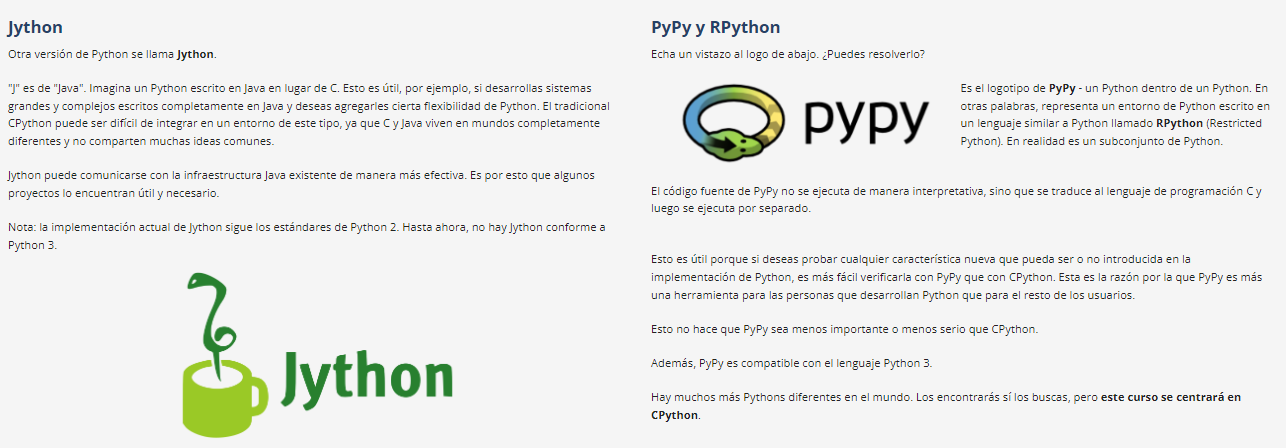 Jython
Otra versión de Python se llama Jython.
"J" es de "Java". Imagina un Python escrito en Java en lugar de C. Esto es útil, por ejemplo, si desarrollas sistemas
grandes y complejos escritos completamente en Java y deseas agregarles cierta flexibilidad de Python. El tradicional
CPython puede ser difícil de integrar en un entorno de este tipo, ya que C y Java viven en mundos completamente
diferentes y no comparten muchas ideas comunes.
Jython puede comunicarse con la infraestructura Java existente de manera más efectiva. Es por esto que algunos
proyectos lo encuentran útil y necesario.
Nota: la implementación actual de Jython sigue los estándares de Python 2. Hasta ahora, no hay Jython conforme a
Python 3.
Jython
PyPy y RPython
Echa un vistazo al logo de abajo. ¿Puedes resolverlo?
pypy
Es el logotipo de PyPy - un Python dentro de un Python. En
otras palabras, representa un entorno de Python escrito en
un lenguaje similar a Python llamado RPython (Restricted
Python). En realidad es un subconjunto de Python.
El código fuente de PyPy no se ejecuta de manera interpretativa, sino que se traduce al lenguaje de programación C y
luego se ejecuta por separado.
Esto es útil porque si deseas probar cualquier característica nueva que pueda ser o no introducida en la
implementación de Python, es más fácil verificarla con PyPy que con CPython. Esta es la razón por la que PyPy es más
una herramienta para las personas que desarrollan Python que para el resto de los usuarios.
Esto no hace que PyPy sea menos importante o menos serio que CPython.
Además, PyPy es compatible con el lenguaje Python 3.
Hay muchos más Pythons diferentes en el mundo. Los encontrarás sí los buscas, pero este curso se centrará en
CPython.